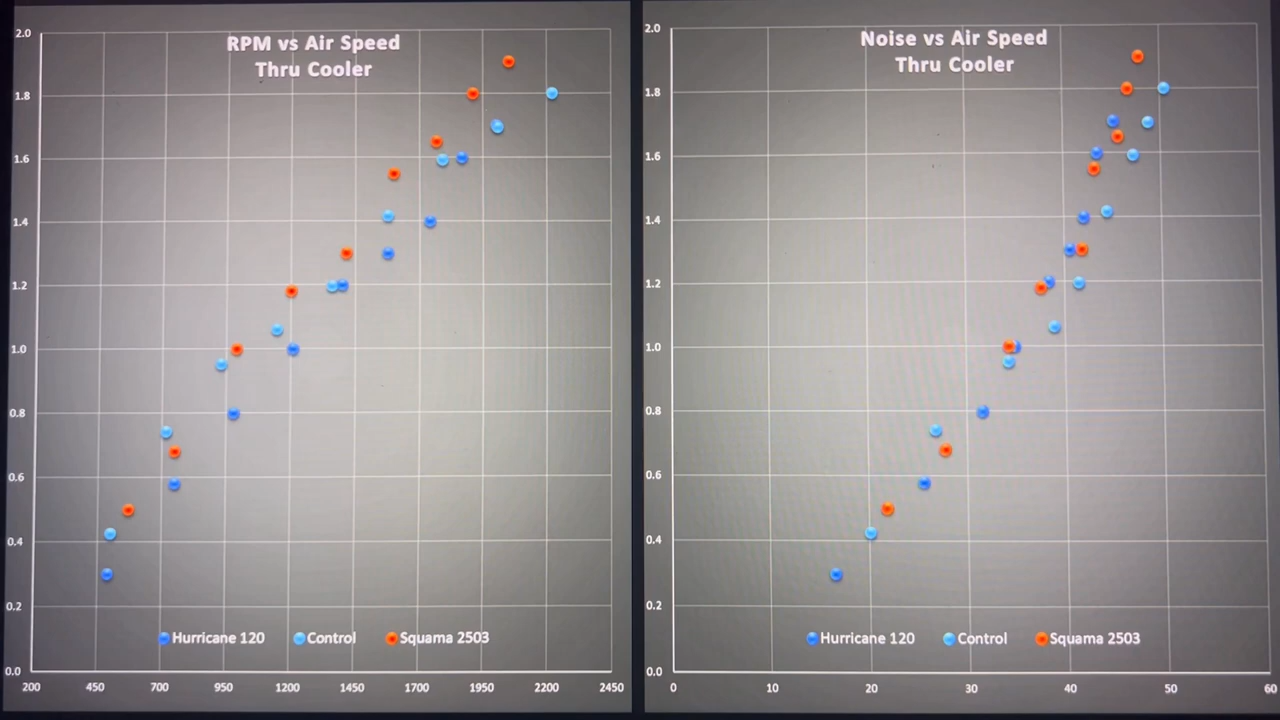 RPM vs Air Speed
Thru Cooler
2.0
1.8
1.6
1.4
1.2
1.0
0.8
0.6
0.4
0.2
0.0
200 450 700 950 1200 1450 1700 1950 2200 2450
Hurricane 120 Control Squama 2503
Noise vs Air Speed
Thru Cooler
2.0
1.8
1.6
1.4
1.2
1.0
0.8
0.6
0.4
0.2
0.0
0 10 20 30 40 50 60
Hurricane 120 Control Squama 2503